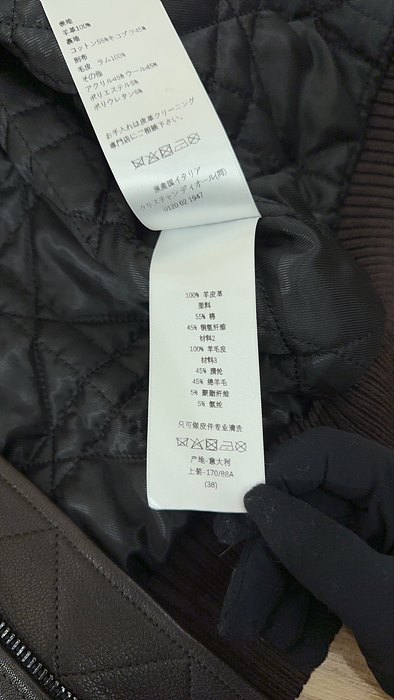 表地
羊革100%
裏地
コットン55%キュプラ45%
別布
毛皮 ラム100%
その他
アクリル45%ウール45%
ポリエステル5%
ポリウレタン5%
お手入れは皮革クリーニング
専門店にご相談下さい。
原産国イタリア
クリスチャン ディオール(同)
0120 02 1947
100% 羊皮革
里料
55% 棉
45% 铜氨纤维
材料2
100% 羊毛皮
材料3
45% 腈纶
45% 绵羊毛
5% 聚酯纤维
5% 氨纶
只可做皮件专业清洗
产地-意大利
上装-170/88A
(38)